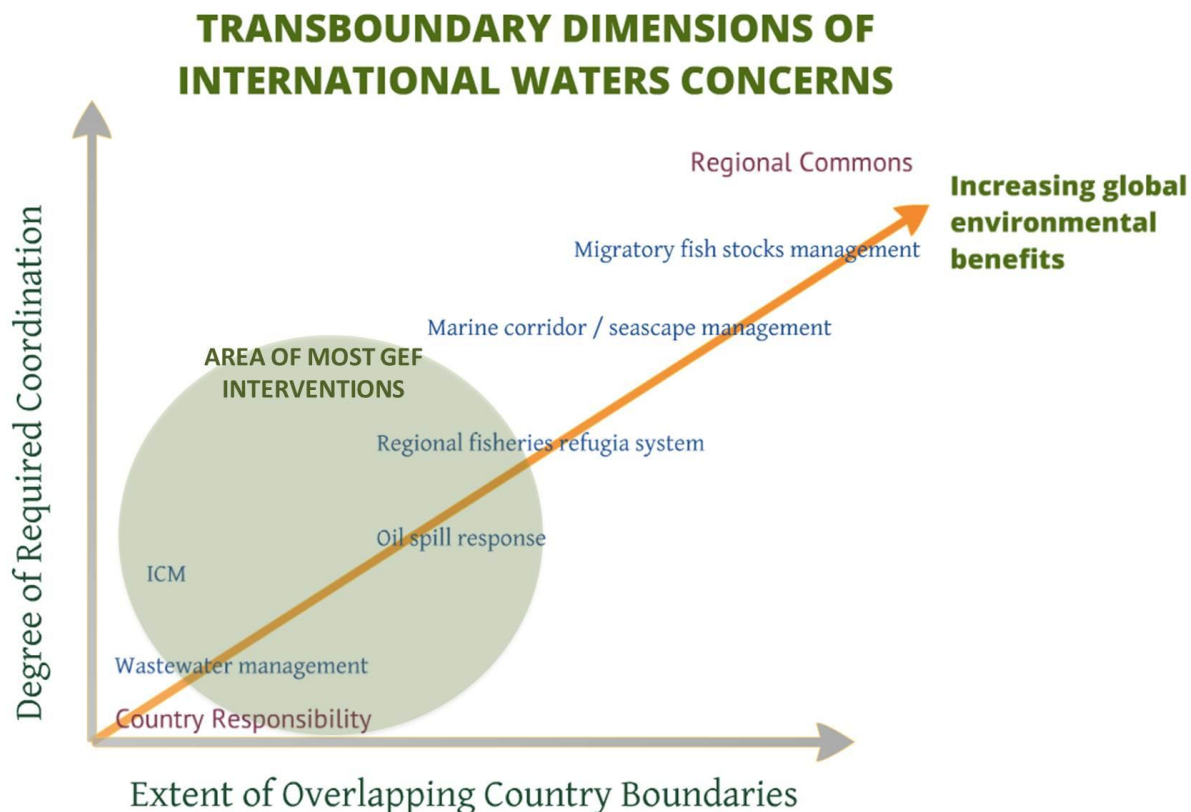 TRANSBOUNDARY DIMENSIONS OF
INTERNATIONAL WATERS CONCERNS
Regional Commons
Increasing global
environmental
benefits
Migratory fish stocks management
Marine corridor / seascape management
AREA OF MOST GEF
INTERVENTIONS
Regional fisheries refugia system
Oil spill response
ICM
Wastewater management
Country Responsibility
Degree of Required Coordination
Extent of Overlapping Country Boundaries